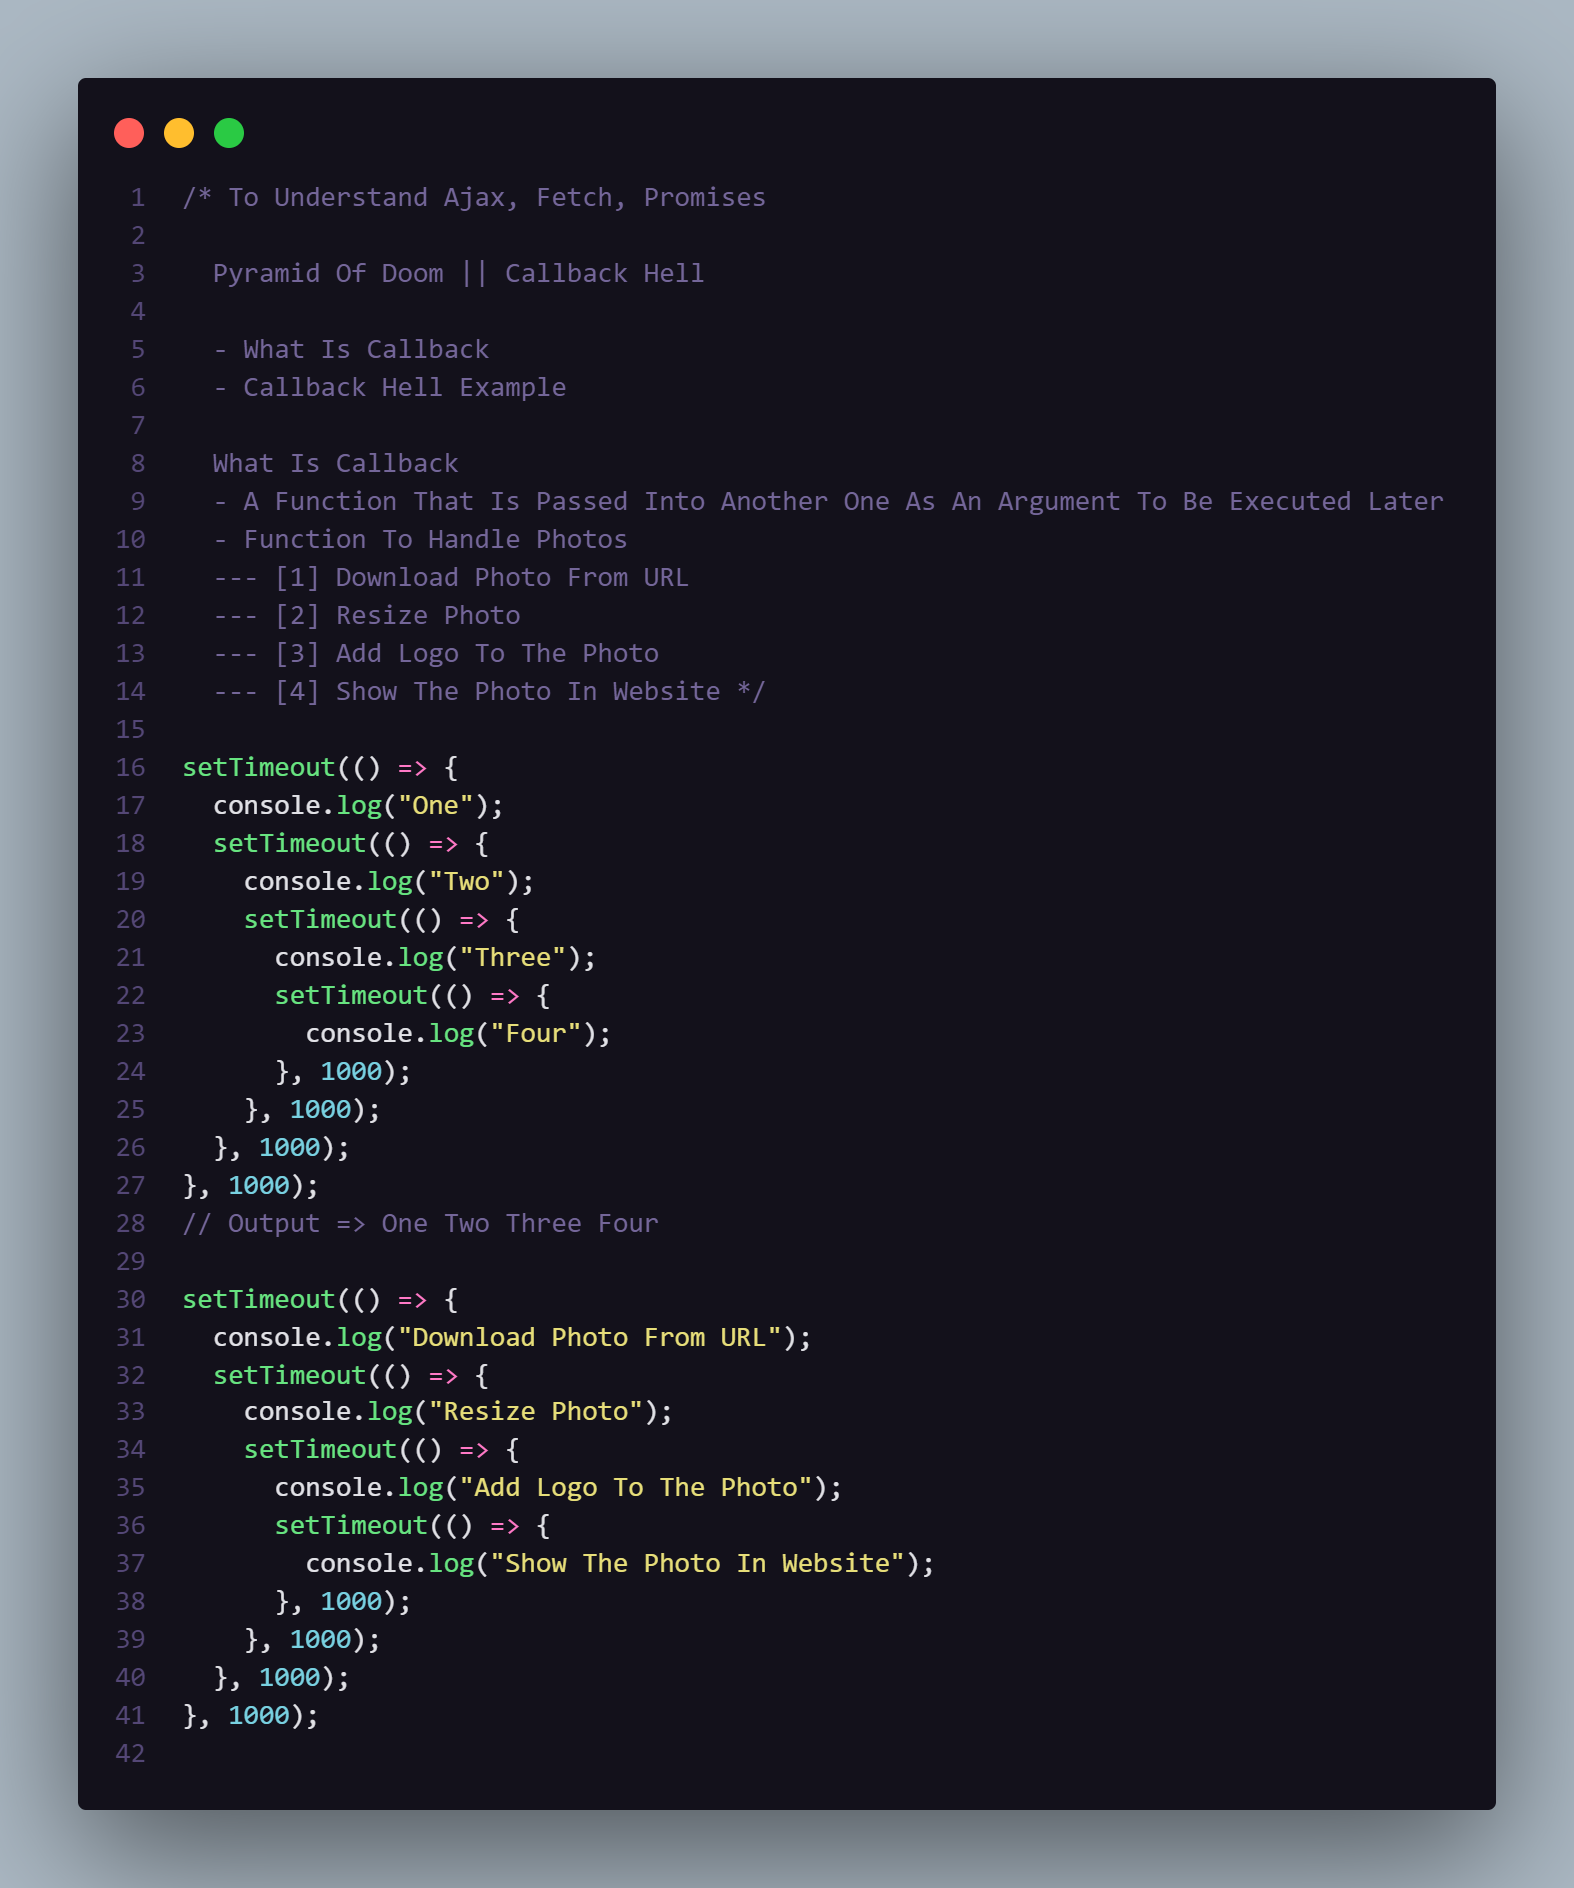 1 /* To Understand Ajax, Fetch, Promises
2
3   Pyramid Of Doom || Callback Hell
4
5   - What Is Callback
6   - Callback Hell Example
7
8   What Is Callback
9   - A Function That Is Passed Into Another One As An Argument To Be Executed Later
10   - Function To Handle Photos
11   --- [1] Download Photo From URL
12   --- [2] Resize Photo
13   --- [3] Add Logo To The Photo
14   --- [4] Show The Photo In Website */
15
16 setTimeout(() => {
17   console.log("One");
18   setTimeout(() => {
19     console.log("Two");
20     setTimeout(() => {
21       console.log("Three");
22       setTimeout(() => {
23         console.log("Four");
24       }, 1000);
25     }, 1000);
26   }, 1000);
27 }, 1000);
28 // Output => One Two Three Four
29
30 setTimeout(() => {
31   console.log("Download Photo From URL");
32   setTimeout(() => {
33     console.log("Resize Photo");
34     setTimeout(() => {
35       console.log("Add Logo To The Photo");
36       setTimeout(() => {
37         console.log("Show The Photo In Website");
38       }, 1000);
39     }, 1000);
40   }, 1000);
41 }, 1000);
42